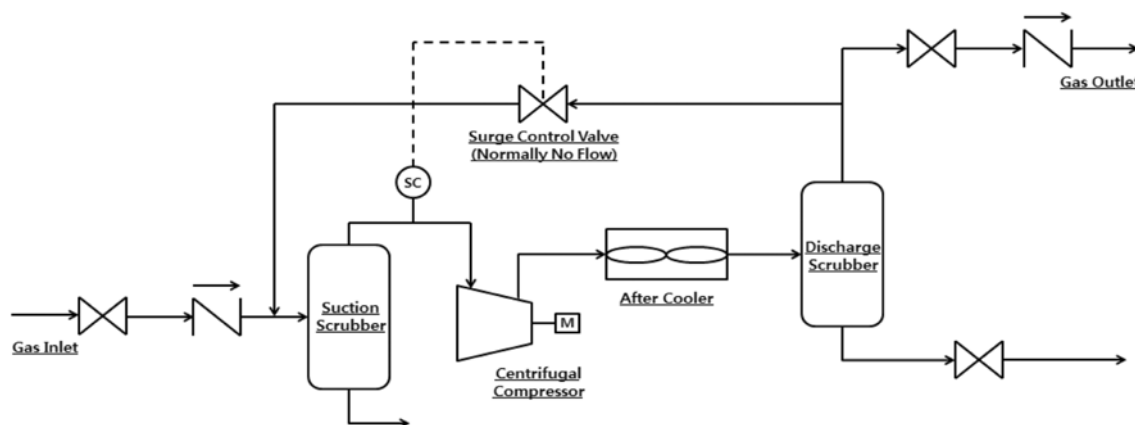 Gas Outlet
Surge Control Valve
(Normally No Flow)
SC
Discharge
Scrubber
After Cooler
Suction
Scrubber
M
Gas Inlet
Centrifugal
Compressor